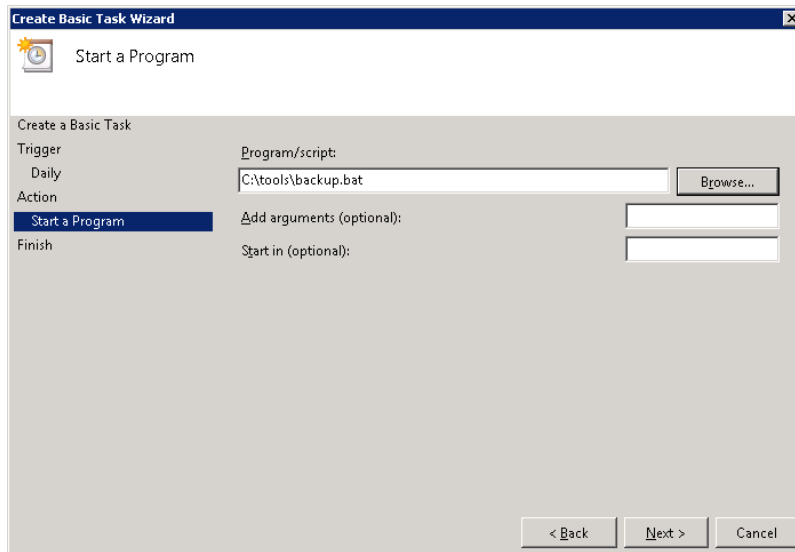 Create Basic Task Wizard
Start a Program
Create a Basic Task
Trigger
Daily
Action
Start a Program
Finish
Program/script:
C:\tools\backup.bat
Browse...
Add arguments (optional):
Start in (optional):
< Back
Next >
Cancel